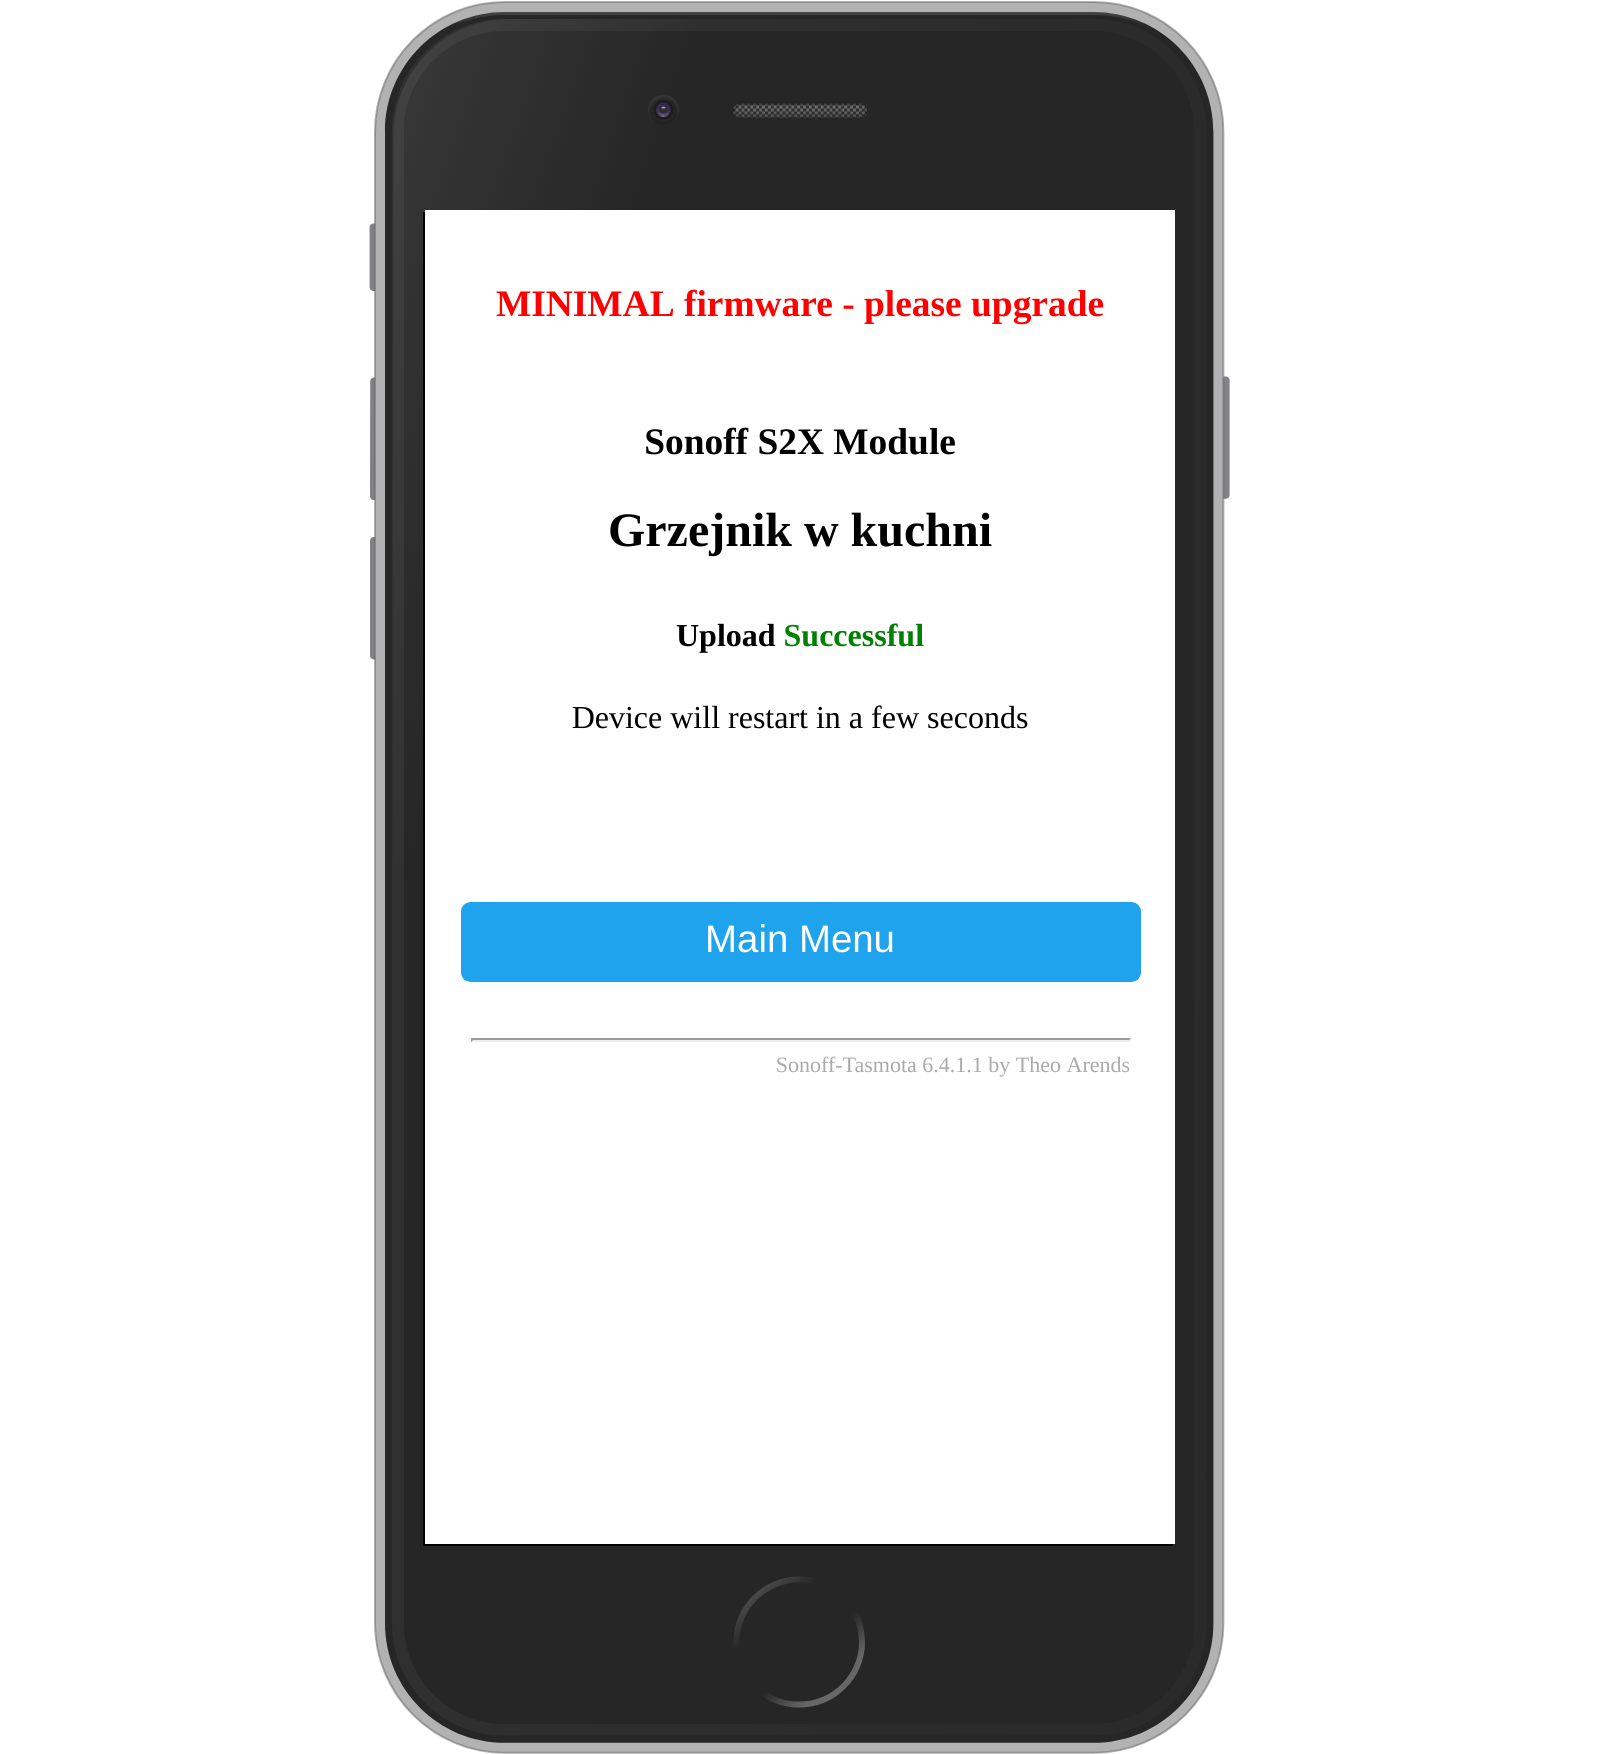 MINIMAL firmware - please upgrade
Sonoff S2X Module
Grzejnik w kuchni
Upload Successful
Device will restart in a few seconds
Main Menu
Sonoff-Tasmota 6.4.1.1 by Theo Arends